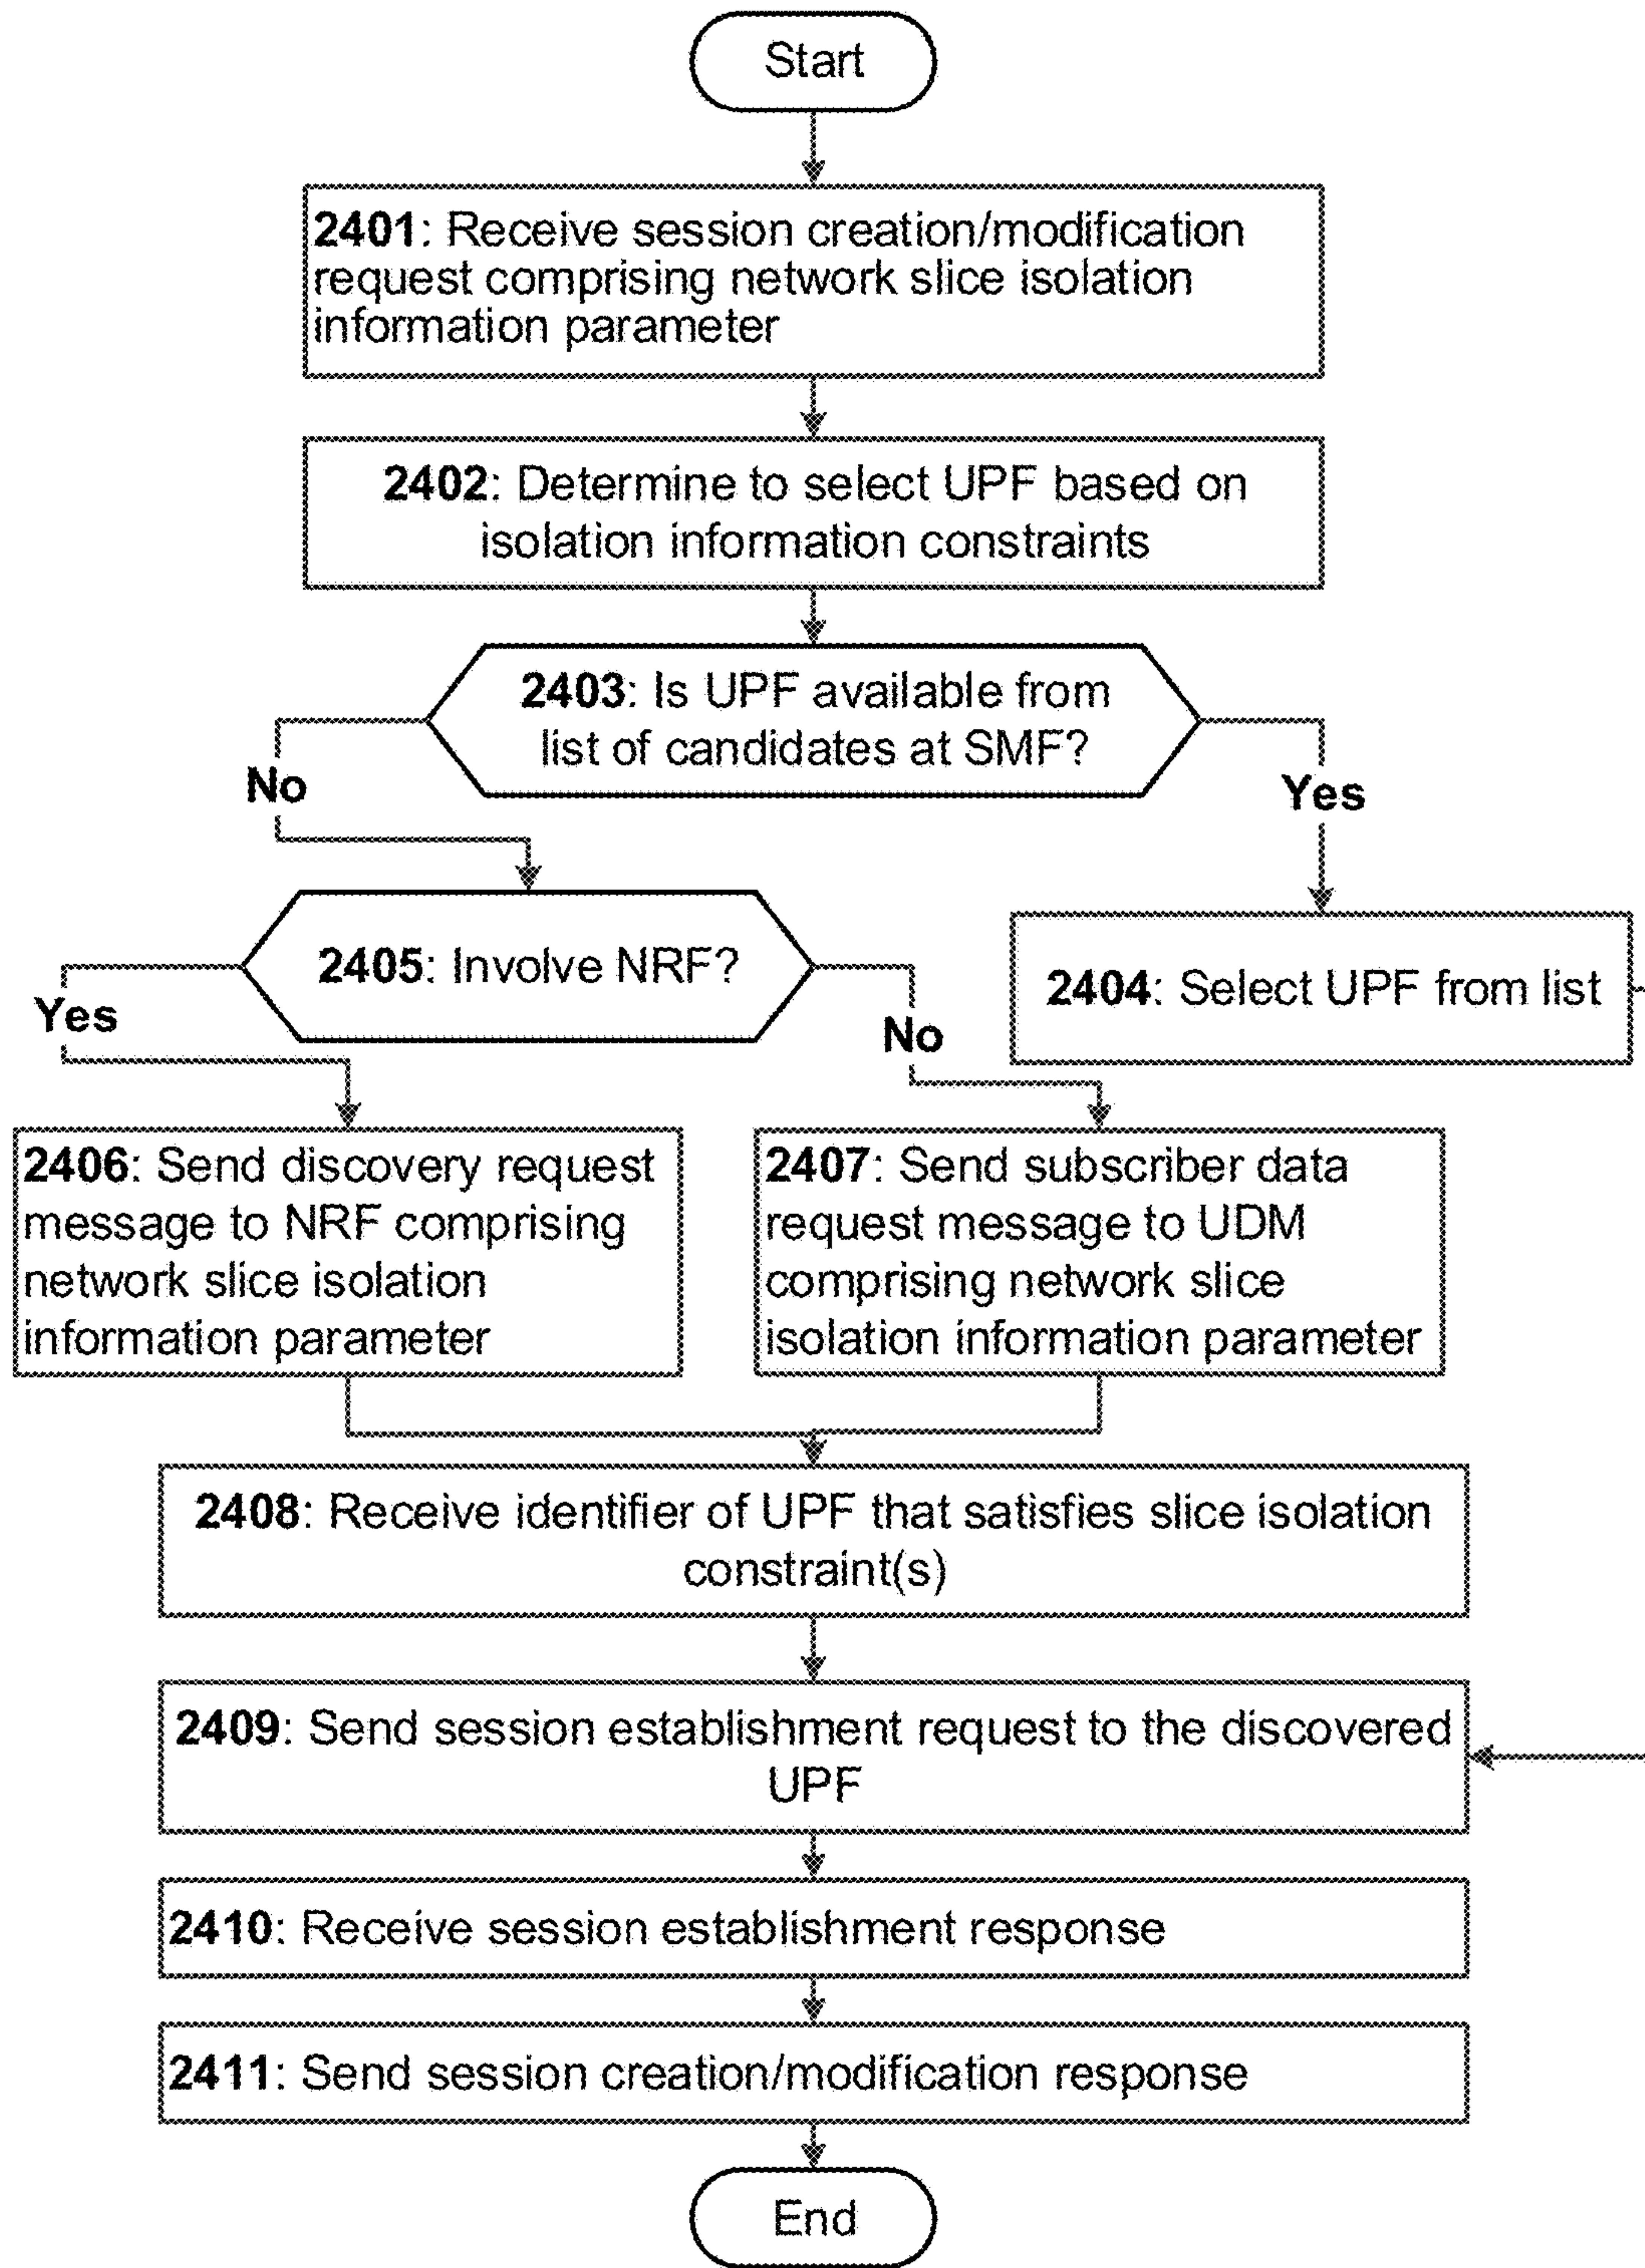 Start
2401: Receive session creation/modification
request comprising network slice isolation
information parameter
2402: Determine to select UPF based on
isolation information constraints
2403: Is UPF available from
list of candidates at SMF?
No
Yes
2405: Involve NRF?
2404: Select UPF from list
Yes
No
2406: Send discovery request
message to NRF comprising
network slice isolation
information parameter
2407: Send subscriber data
request message to UDM
comprising network slice
isolation information parameter
2408: Receive identifier of UPF that satisfies slice isolation
constraint(s)
2409: Send session establishment request to the discovered
UPF
2410: Receive session establishment response
2411: Send session creation/modification response
End